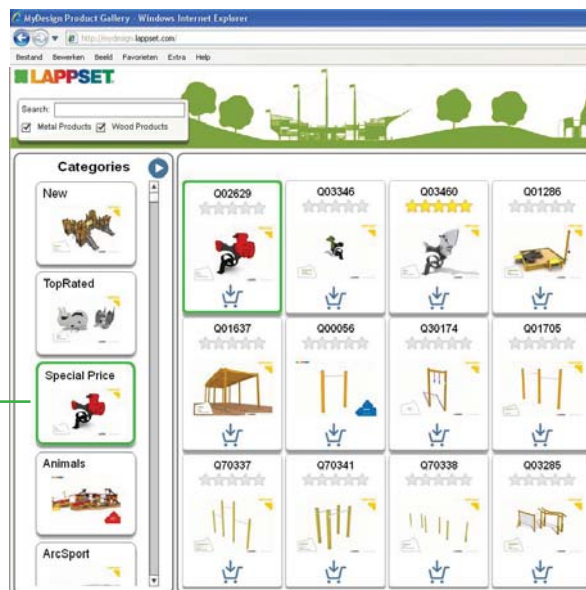 MyDesign Product Gallery - Windows Internet Explorer
http://mydesign.lappset.com/
Bestand Bewerken Beeld Favorieten Extra Help
LAPPSET
Search:
Metal Products Wood Products
Categories
New
TopRated
Special Price
Animals
ArcSport
Q02629 Q03346 Q03460 Q01286
Q01637 Q00056 Q30174 Q01705
Q70337 Q70341 Q70338 Q03285